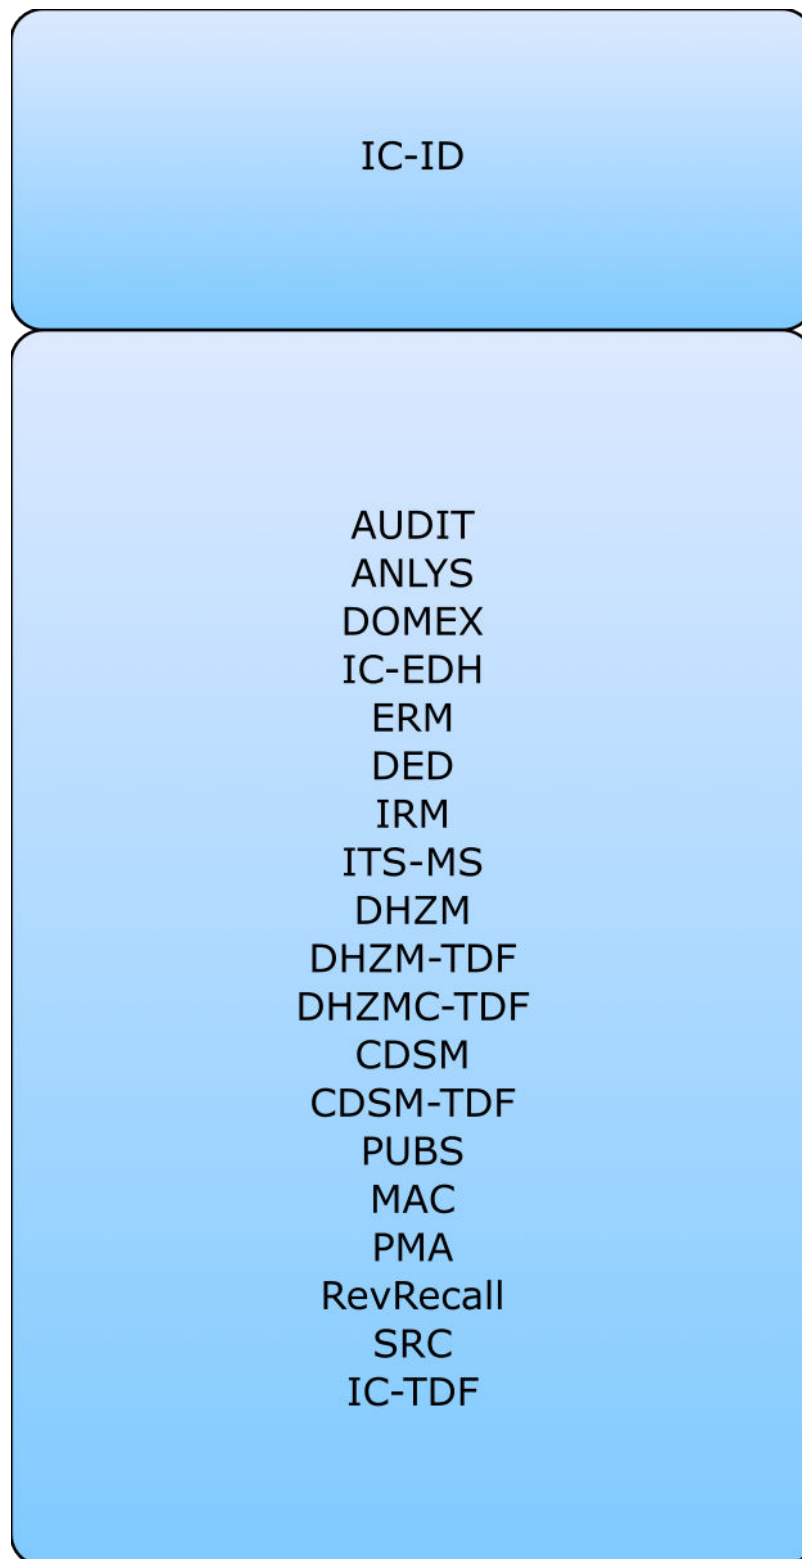 IC-ID
AUDIT
ANLYS
DOMEX
IC-EDH
ERM
DED
IRM
ITS-MS
DHZM
DHZM-TDF
DHZMC-TDF
CDSM
CDSM-TDF
PUBS
MAC
PMA
RevRecall
SRC
IC-TDF